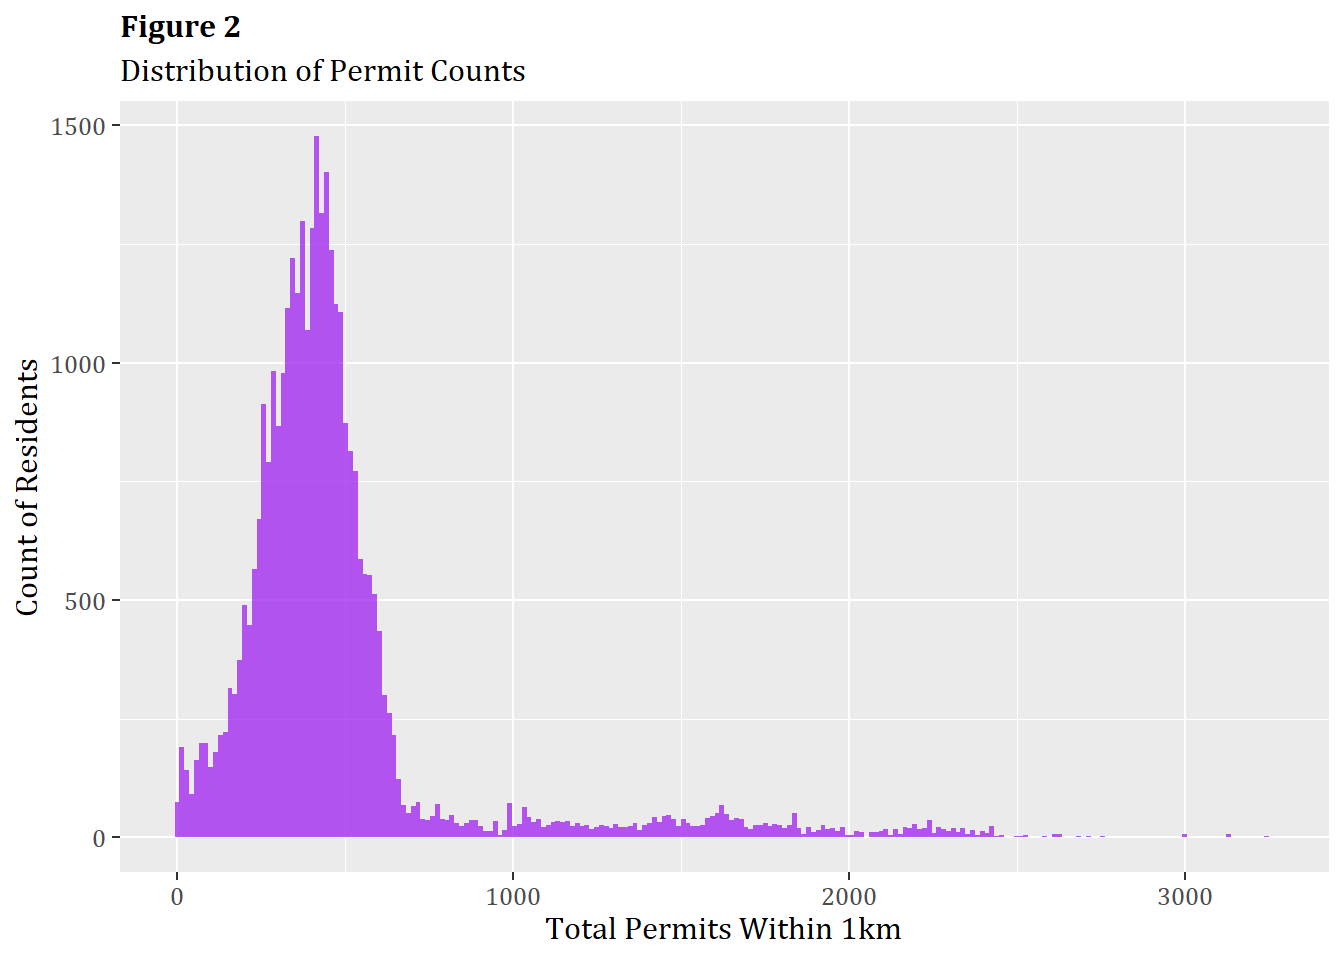 Figure 2
Distribution of Permit Counts
1500
1000
500
0
Count of Residents
0 1000 2000 3000
Total Permits Within 1km